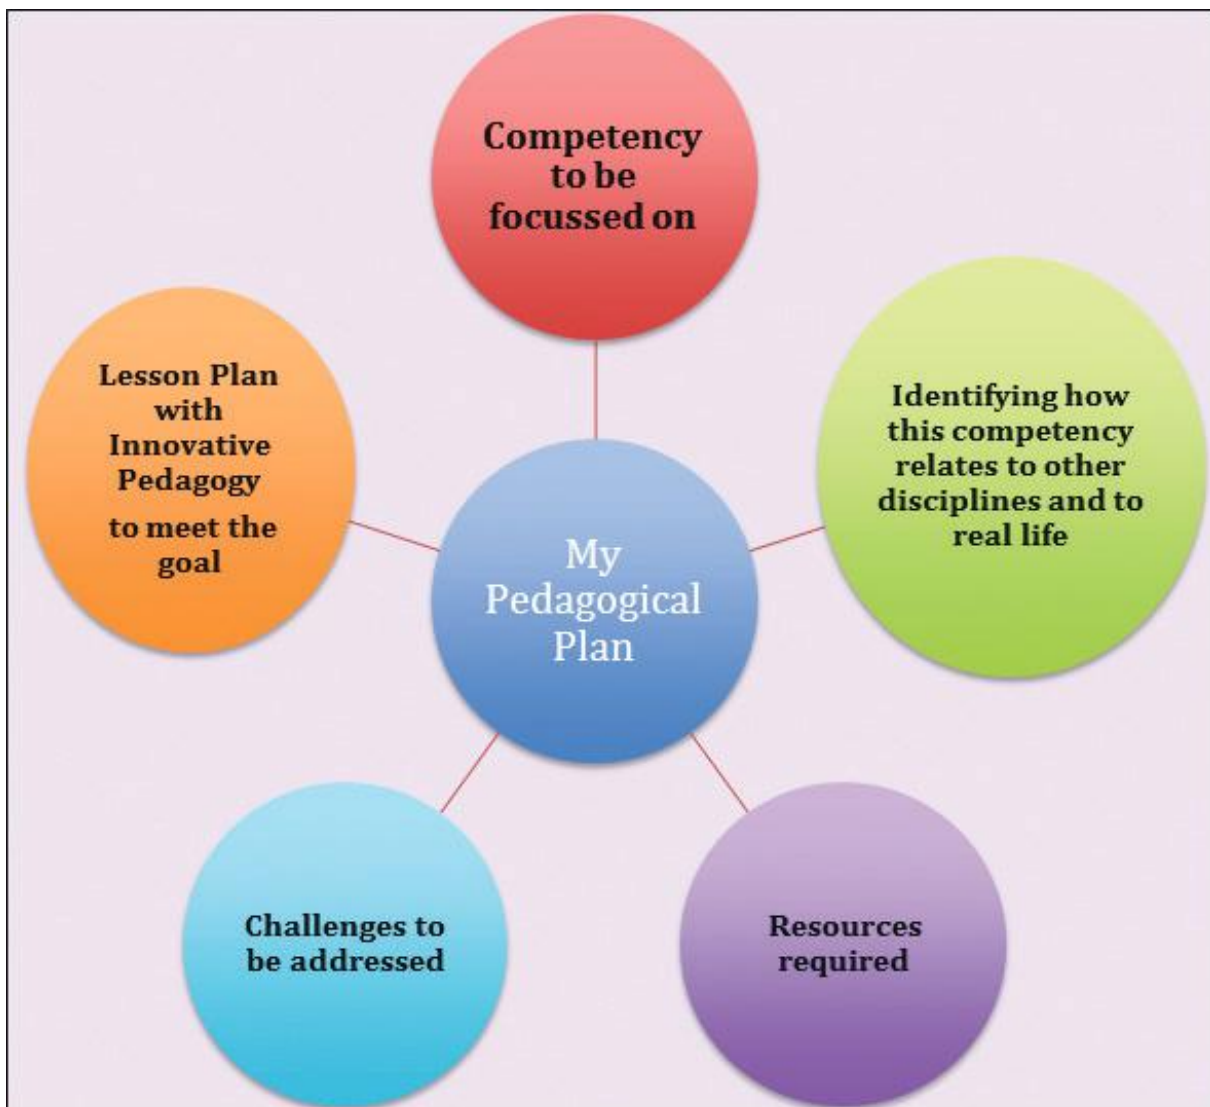 Competency
to be
focussed on
Identifying how
this competency
relates to other
disciplines and to
real life
Resources
required
Challenges to
be addressed
Lesson Plan
with
Innovative
Pedagogy
to meet the
goal
My
Pedagogical
Plan